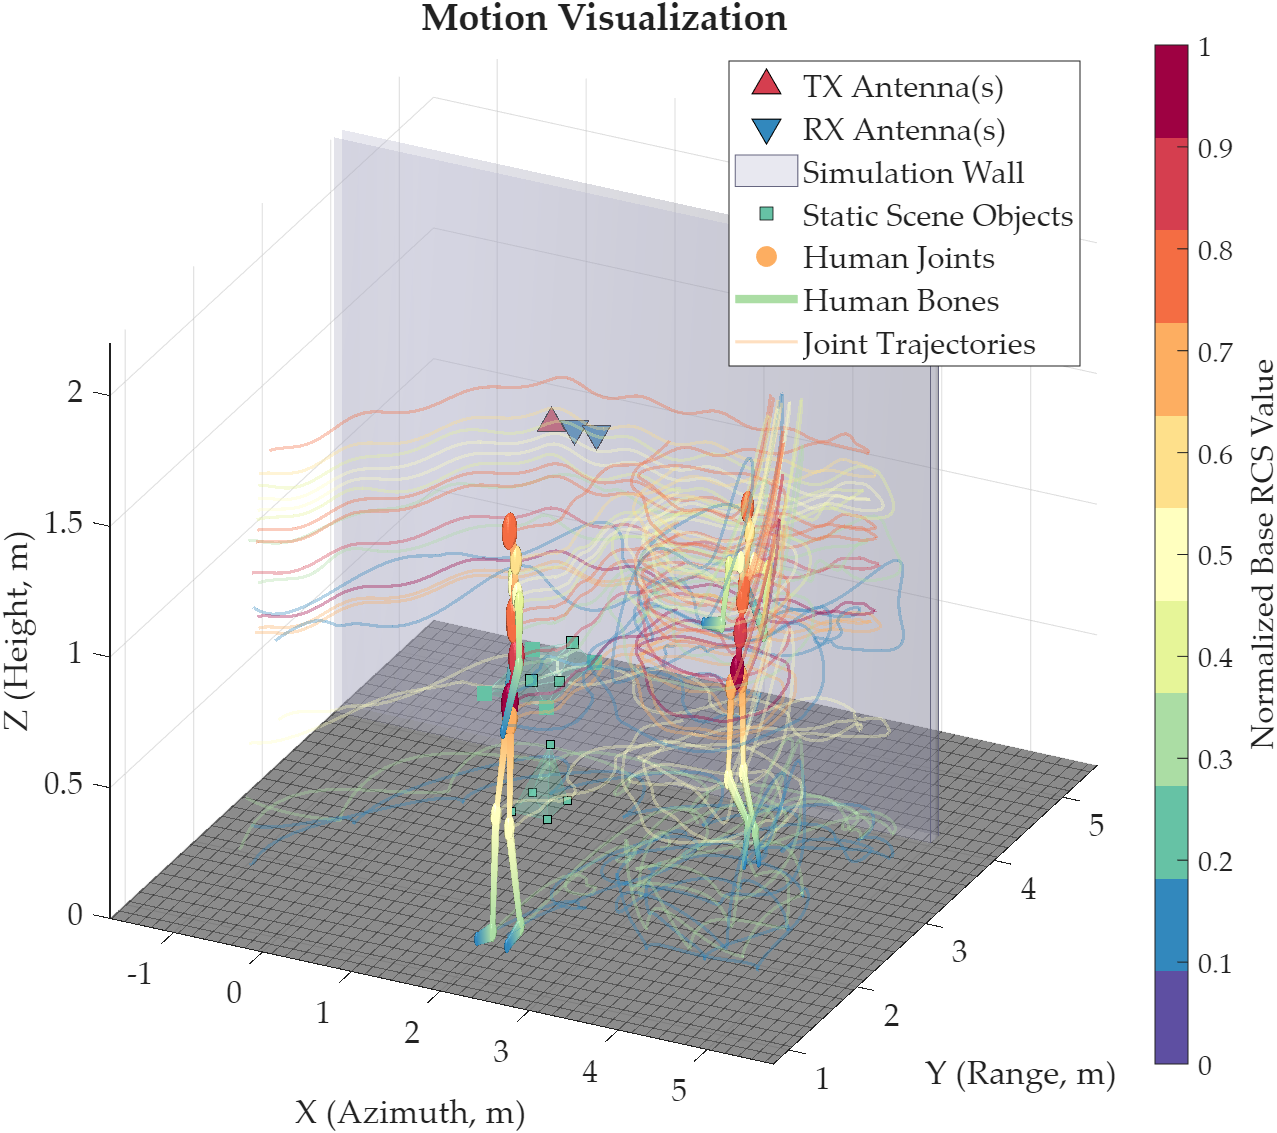 Motion Visualization
TX Antenna(s)
RX Antenna(s)
Simulation Wall
Static Scene Objects
Human Joints
Human Bones
Joint Trajectories
Z (Height, m)
2
1.5
1
0.5
0
-1
0
1
2
3
4
5
X (Azimuth, m)
1
2
3
4
5
Y (Range, m)
1
0.9
0.8
0.7
0.6
0.5
0.4
0.3
0.2
0.1
0
Normalized Base RCS Value